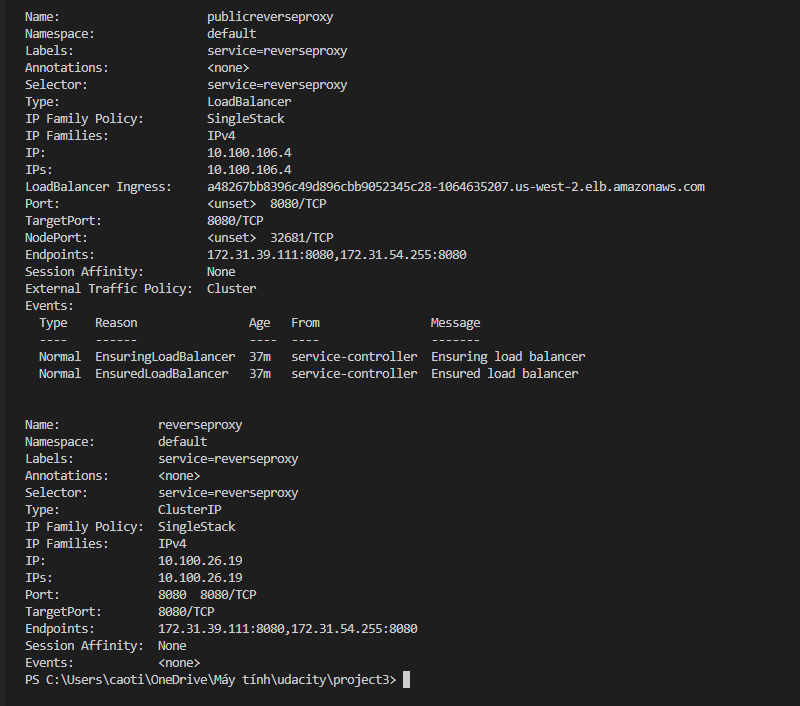 Name:                     publicreverseproxy
Namespace:                default
Labels:                   service=reverseproxy
Annotations:              <none>
Selector:                 service=reverseproxy
Type:                     LoadBalancer
IP Family Policy:         SingleStack
IP Families:              IPv4
IP:                       10.100.106.4
IPs:                      10.100.106.4
LoadBalancer Ingress:     a48267bb8396c49d896cbb9052345c28-1064635207.us-west-2.elb.amazonaws.com
Port:                     <unset>  8080/TCP
TargetPort:               8080/TCP
NodePort:                 <unset>  32681/TCP
Endpoints:                172.31.39.111:8080,172.31.54.255:8080
Session Affinity:         None
External Traffic Policy:  Cluster
Events:
  Type    Reason                Age   From                Message
  ----    ------                ----  ----                -------
  Normal  EnsuringLoadBalancer  37m   service-controller  Ensuring load balancer
  Normal  EnsuredLoadBalancer   37m   service-controller  Ensured load balancer
Name:              reverseproxy
Namespace:         default
Labels:            service=reverseproxy
Annotations:       <none>
Selector:          service=reverseproxy
Type:              ClusterIP
IP Family Policy:  SingleStack
IP Families:       IPv4
IP:                10.100.26.19
IPs:               10.100.26.19
Port:              8080  8080/TCP
TargetPort:        8080/TCP
Endpoints:         172.31.39.111:8080,172.31.54.255:8080
Session Affinity:  None
Events:            <none>
PS C:\Users\caoti\OneDrive\Máy tính\udacity\project3>